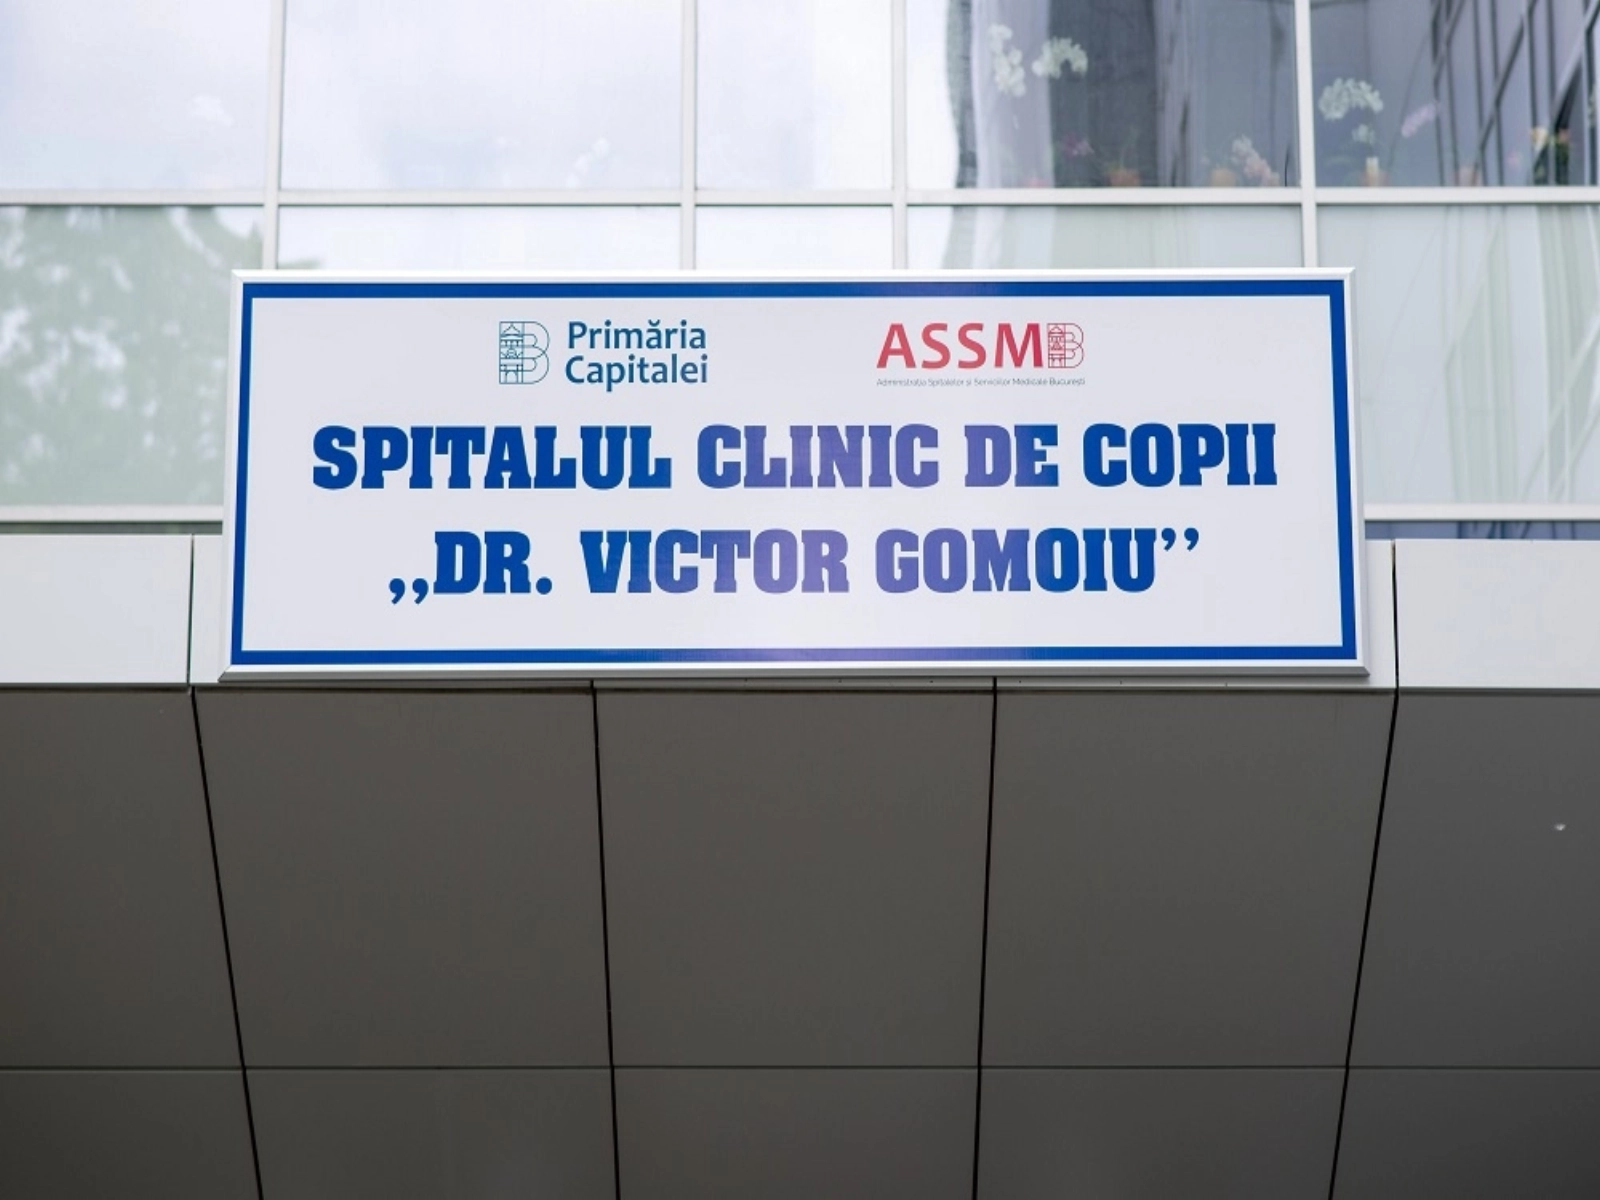 Primăria
Capitalei
ASSMB
Administrația Spitalelor și Serviciilor Medicale București
SPITALUL CLINIC DE COPII
,,DR. VICTOR GOMOIU’’